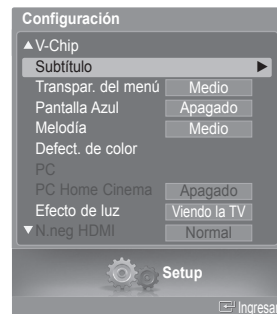 Configuración
▲V-Chip
Subtítulo ►
Transpar. del menú Medio
Pantalla Azul Apagado
Melodía Medio
Defect. de color
PC
PC Home Cinema Apagado
Efecto de luz Viendo la TV
▼N.neg HDMI Normal
Setup
Ingresar